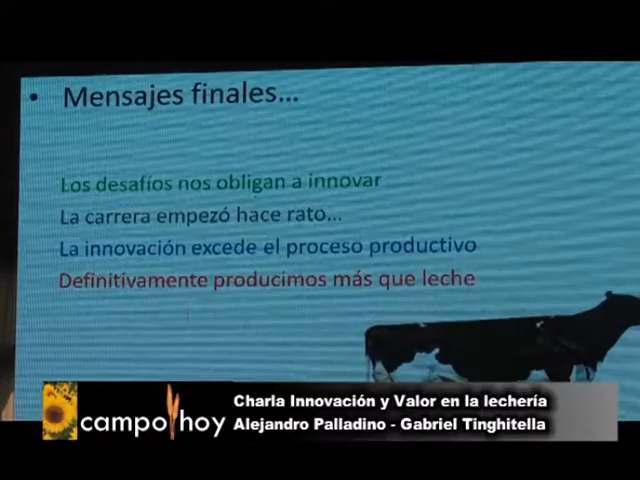 • Mensajes finales...
Los desafíos nos obligan a innovar
La carrera empezó hace rato...
La innovación excede el proceso productivo
Definitivamente producimos más que leche
campo hoy
Charla Innovación y Valor en la lechería
Alejandro Palladino - Gabriel Tinghitella